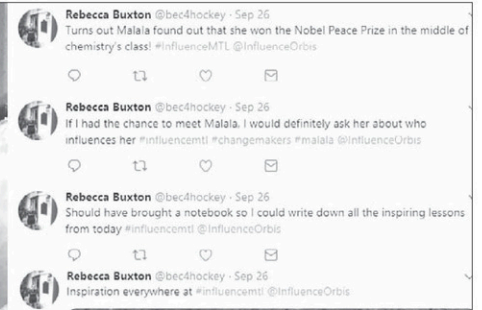 Rebecca Buxton @bec4hockey · Sep 26
Turns out Malala found out that she won the Nobel Peace Prize in the middle of
chemistry's class! #InfluenceMTL @InfluenceOrbis
Rebecca Buxton @bec4hockey · Sep 26
If I had the chance to meet Malala, I would definitely ask her about who
influences her #influencemtl #changemakers #malala @InfluenceOrbis
Rebecca Buxton @bec4hockey · Sep 26
Should have brought a notebook so I could write down all the inspiring lessons
from today #influencemtl @InfluenceOrbis
Rebecca Buxton @bec4hockey · Sep 26
Inspiration everywhere at #influencemtl @InfluenceOrbis